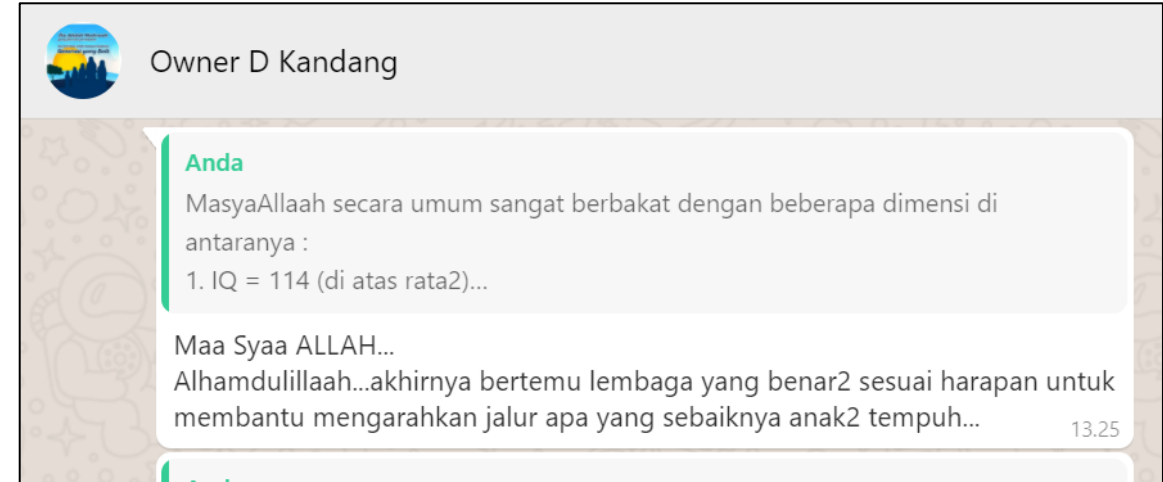 Owner D Kandang
Anda
MasyaAllaah secara umum sangat berbakat dengan beberapa dimensi di
antaranya :
1. IQ = 114 (di atas rata2)...
Maa Syaa ALLAH...
Alhamdulillaah...akhirnya bertemu lembaga yang benar2 sesuai harapan untuk
membantu mengarahkan jalur apa yang sebaiknya anak2 tempuh...
13.25